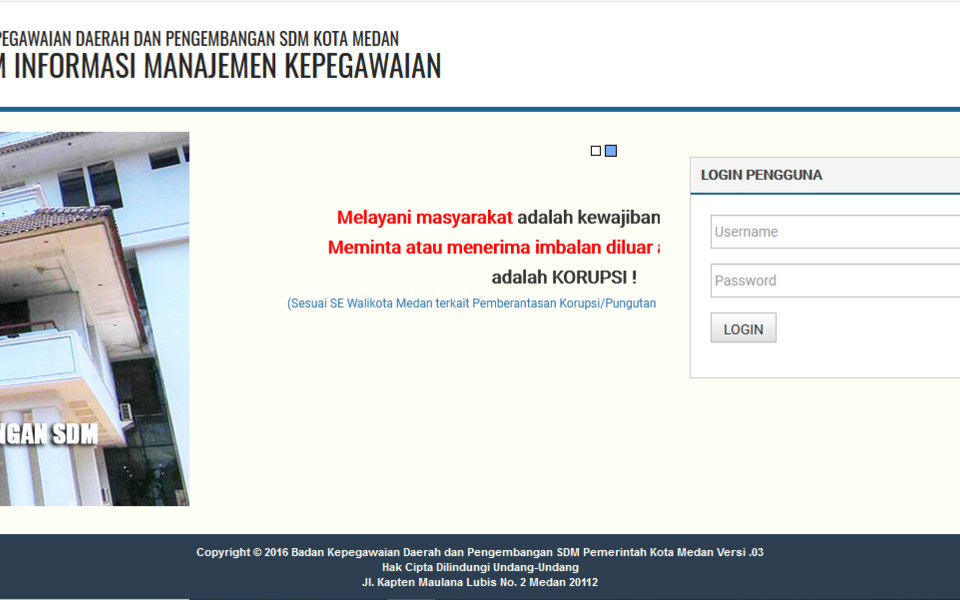 KEPEGAWAIAN DAERAH DAN PENGEMBANGAN SDM KOTA MEDAN
M INFORMASI MANAJEMEN KEPEGAWAIAN
LOGIN PENGGUNA
Melayani masyarakat adalah kewajiban
Username
Meminta atau menerima imbalan diluar
adalah KORUPSI !
Password
(Sesuai SE Walikota Medan terkait Pemberantasan Korupsi/Pungutan
LOGIN
NGAN SDM
Copyright © 2016 Badan Kepegawaian Daerah dan Pengembangan SDM Pemerintah Kota Medan Versi .03
Hak Cipta Dilindungi Undang-Undang
Jl. Kapten Maulana Lubis No. 2 Medan 20112